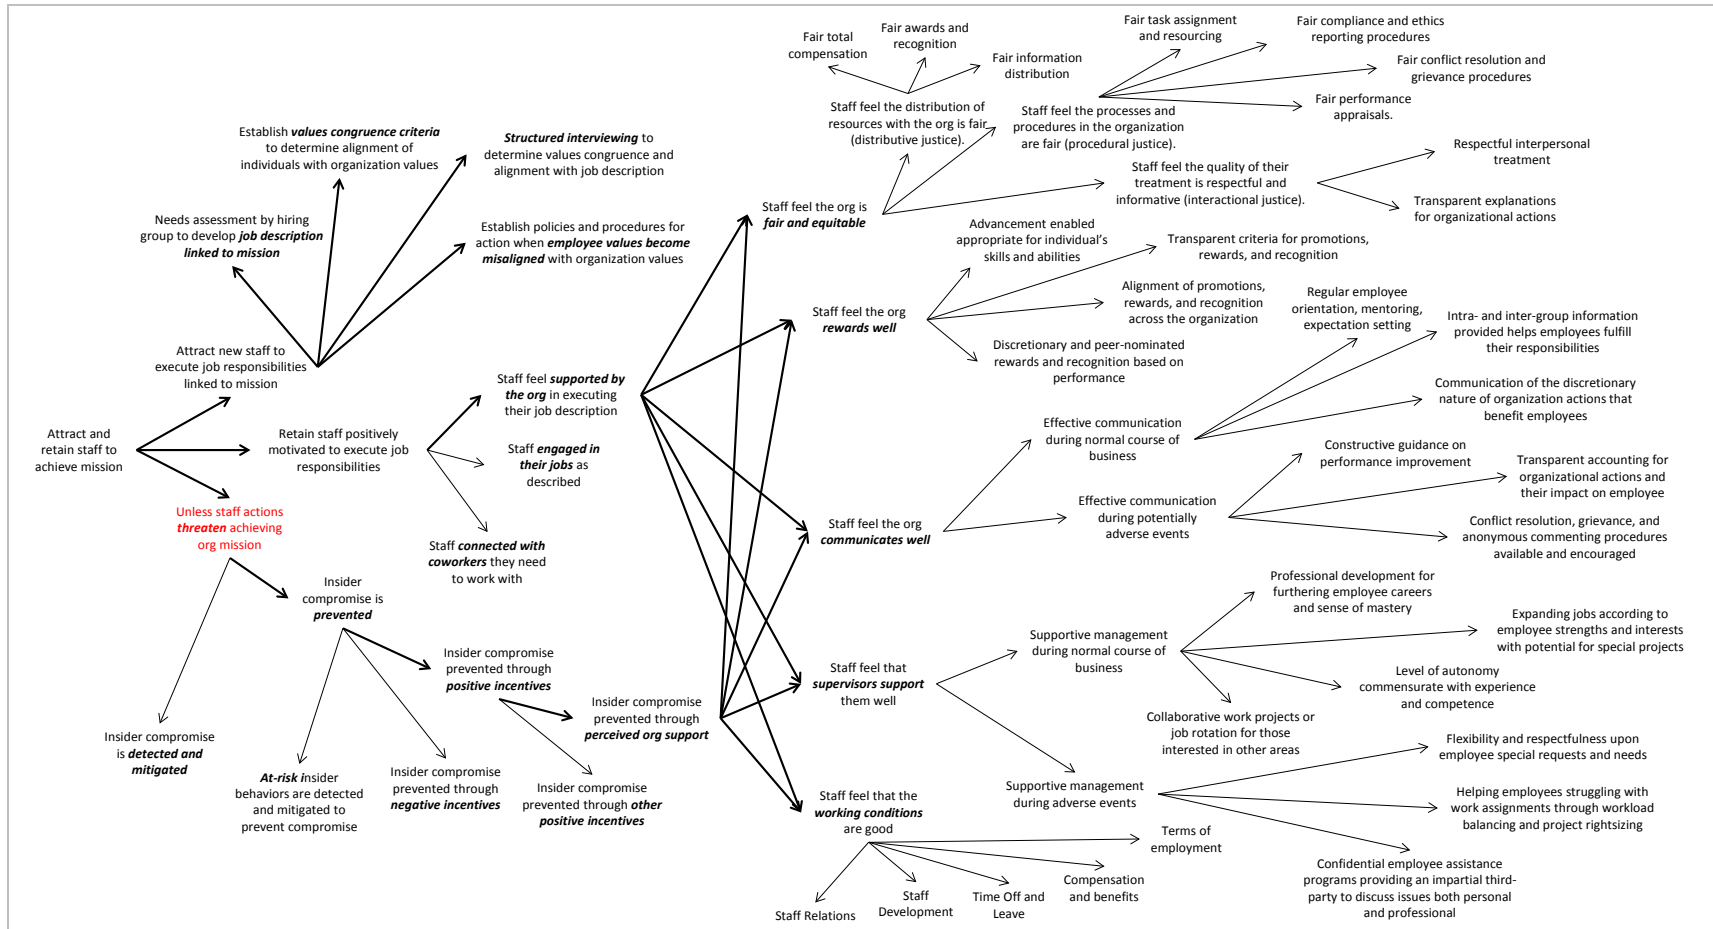 Fair total
compensation
Fair awards and
recognition
Fair information
distribution
Fair task assignment
and resourcing
Fair compliance and ethics
reporting procedures
Fair conflict resolution and
grievance procedures
Fair performance
appraisals.
Staff feel the distribution of
resources with the org is fair
(distributive justice).
Staff feel the processes and
procedures in the organization
are fair (procedural justice).
Establish values congruence criteria
to determine alignment of
individuals with organization values
Structured interviewing to
determine values congruence and
alignment with job description
Staff feel the quality of their
treatment is respectful and
informative (interactional justice).
Respectful interpersonal
treatment
Transparent explanations
for organizational actions
Needs assessment by hiring
group to develop job description
linked to mission
Establish policies and procedures for
action when employee values become
misaligned with organization values
Staff feel the org is
fair and equitable
Advancement enabled
appropriate for individual's
skills and abilities
Transparent criteria for promotions,
rewards, and recognition
Alignment of promotions,
rewards, and recognition
across the organization
Discretionary and peer-nominated
rewards and recognition based on
performance
Staff feel the org
rewards well
Regular employee
orientation, mentoring,
expectation setting
Intra- and inter-group information
provided helps employees fulfill
their responsibilities
Communication of the discretionary
nature of organization actions that
benefit employees
Attract new staff to
execute job responsibilities
linked to mission
Staff feel supported by
the org in executing
their job description
Attract and
retain staff to
achieve mission
Retain staff positively
motivated to execute job
responsibilities
Staff engaged in
their jobs as
described
Effective communication
during normal course of
business
Constructive guidance on
performance improvement
Transparent accounting for
organizational actions and
their impact on employee
Effective communication
during potentially
adverse events
Conflict resolution, grievance, and
anonymous commenting procedures
available and encouraged
Unless staff actions
threaten achieving
org mission
Staff feel the org
communicates well
Staff connected with
coworkers they need
to work with
Insider
compromise is
prevented
Professional development for
furthering employee careers
and sense of mastery
Expanding jobs according to
employee strengths and interests
with potential for special projects
Supportive management
during normal course of
business
Level of autonomy
commensurate with experience
and competence
Collaborative work projects or
job rotation for those
interested in other areas
Insider compromise
prevented through
positive incentives
Staff feel that
supervisors support
them well
Insider compromise
prevented through
perceived org support
Insider compromise
is detected and
mitigated
Flexibility and respectfulness upon
employee special requests and needs
At-risk insider
behaviors are detected
and mitigated to
prevent compromise
Insider compromise
prevented through
negative incentives
Insider compromise
prevented through other
positive incentives
Staff feel that the
working conditions
are good
Supportive management
during adverse events
Helping employees struggling with
work assignments through workload
balancing and project rightsizing
Terms of
employment
Confidential employee assistance
programs providing an impartial third-
party to discuss issues both personal
and professional
Compensation
and benefits
Time Off and
Leave
Staff
Development
Staff Relations